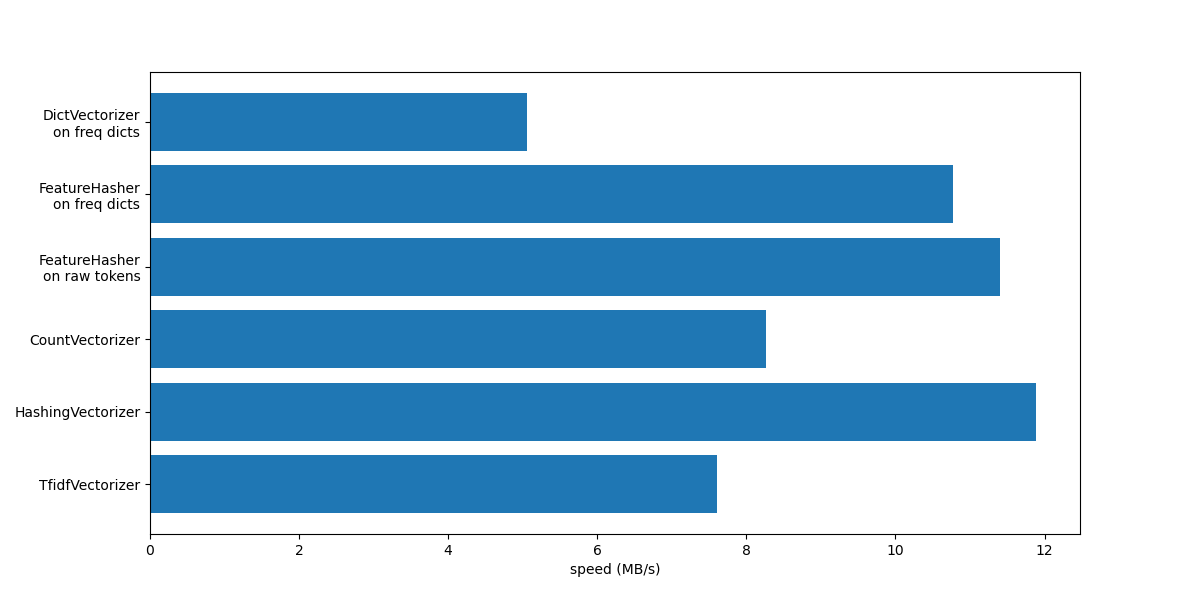 DictVectorizer
on freq dicts
FeatureHasher
on freq dicts
FeatureHasher
on raw tokens
CountVectorizer
HashingVectorizer
TfidfVectorizer
0 2 4 6 8 10 12
speed (MB/s)